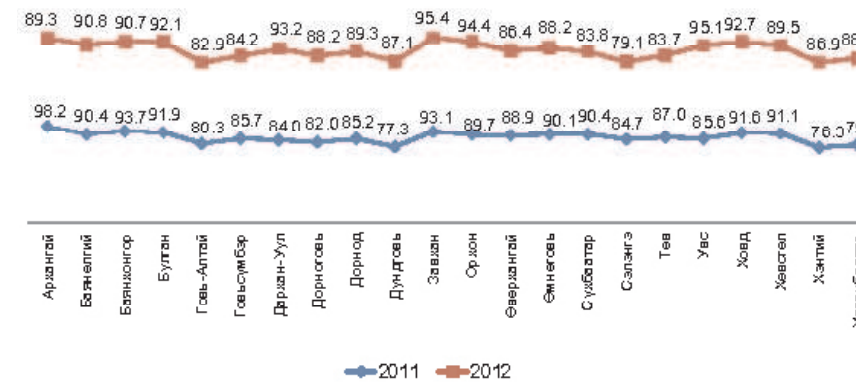 89.3 90.8 90.7 92.1 82.9 84.2 93.2 88.2 89.3 87.1 95.4 94.4 86.4 88.2 83.8 79.1 83.7 95.1 92.7 89.5 86.9
98.2 90.4 93.7 91.9 80.3 85.7 84.0 82.0 85.2 77.3 93.1 89.7 88.9 90.1 90.4 84.7 87.0 85.6 91.6 91.1
Архангай
Баянхонгор
Булган
Говь-Алтай
Говьсүмбэр
Дархан-Уул
Дорноговь
Дорнод
Дундговь
Завхан
Орхон
Өвөрхангай
Өмнөговь
Сүхбаатар
Сэлэнгэ
Төв
Увс
Ховд
Хөвсгөл
Хэнтий
2011 2012